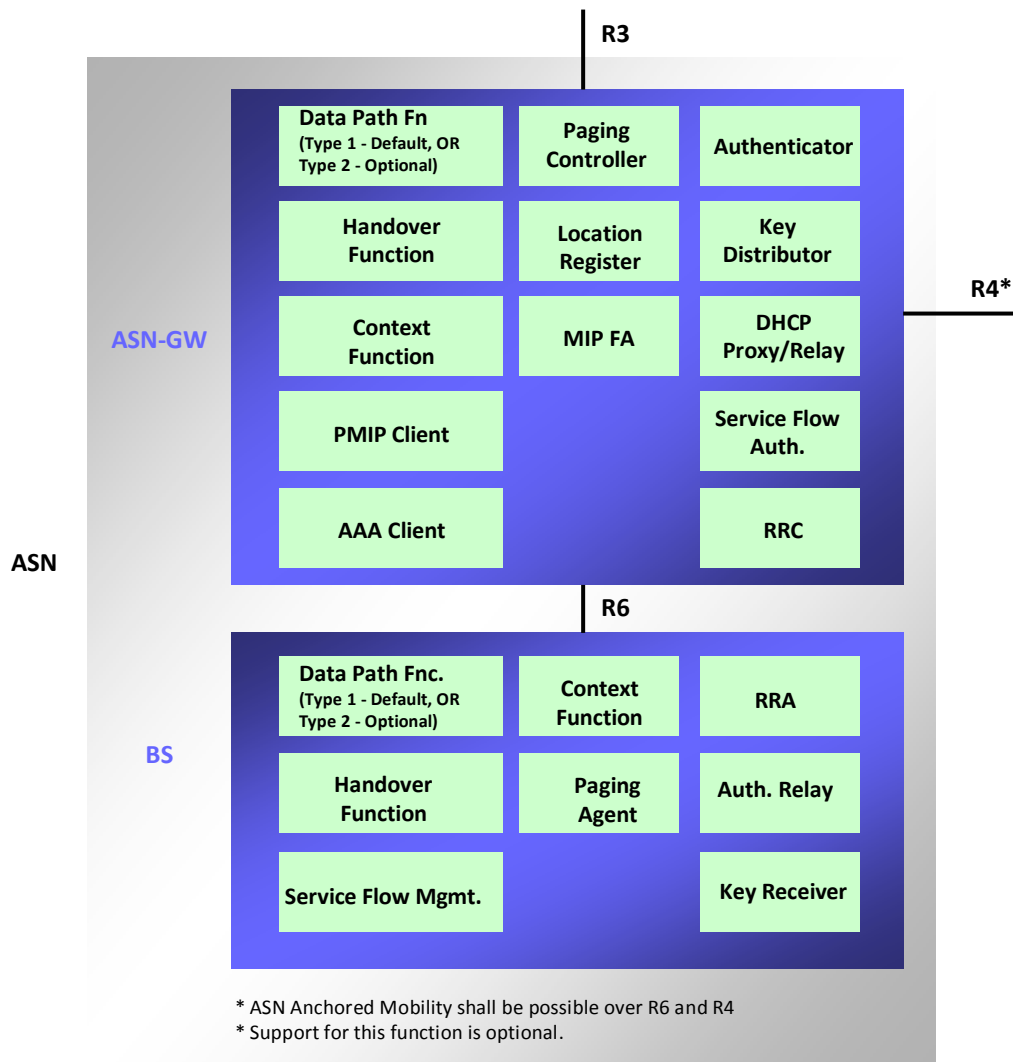 R3
Data Path Fn
(Type 1 - Default, OR
Type 2 - Optional)
Paging
Controller
Authenticator
Handover
Function
Location
Register
Key
Distributor
R4*
ASN-GW
Context
Function
MIP FA
DHCP
Proxy/Relay
PMIP Client
Service Flow
Auth.
AAA Client
RRC
ASN
R6
Data Path Fnc.
(Type 1 - Default, OR
Type 2 - Optional)
Context
Function
RRA
BS
Handover
Function
Paging
Agent
Auth. Relay
Service Flow Mgmt.
Key Receiver
* ASN Anchored Mobility shall be possible over R6 and R4
* Support for this function is optional.